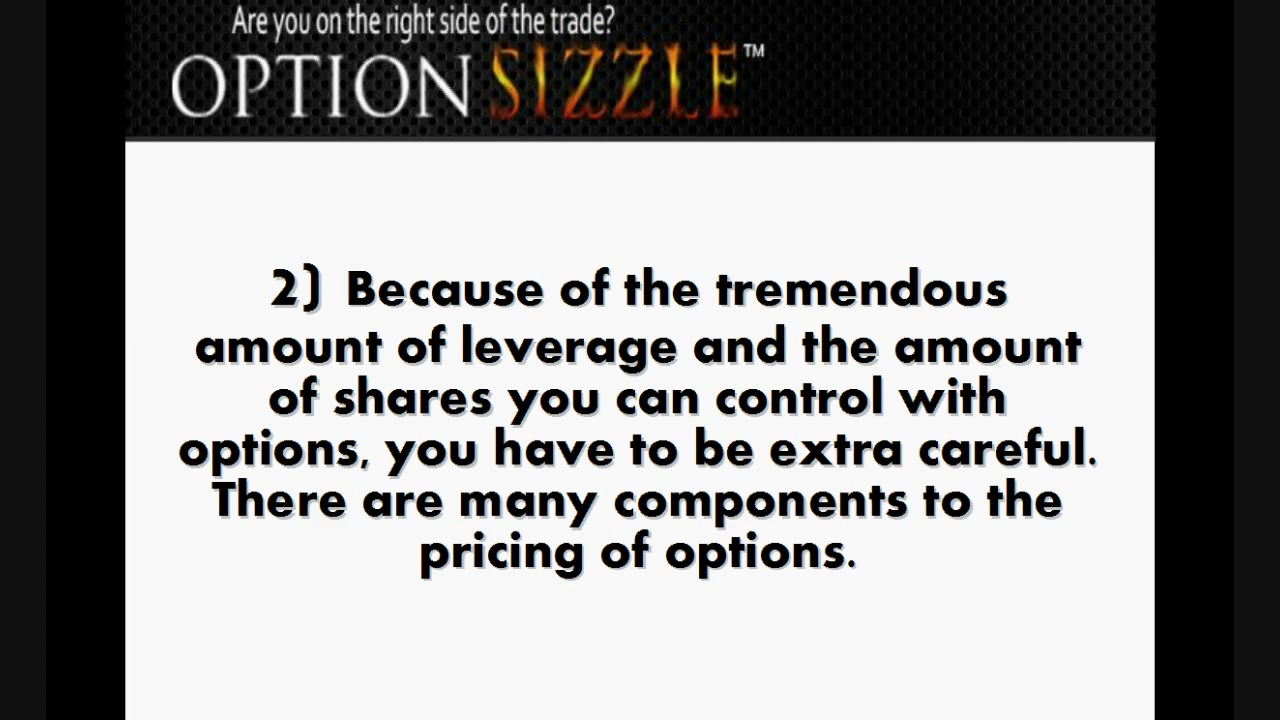 Are you on the right side of the trade?
OPTION SIZZLE™
2) Because of the tremendous
amount of leverage and the amount
of shares you can control with
options, you have to be extra careful.
There are many components to the
pricing of options.